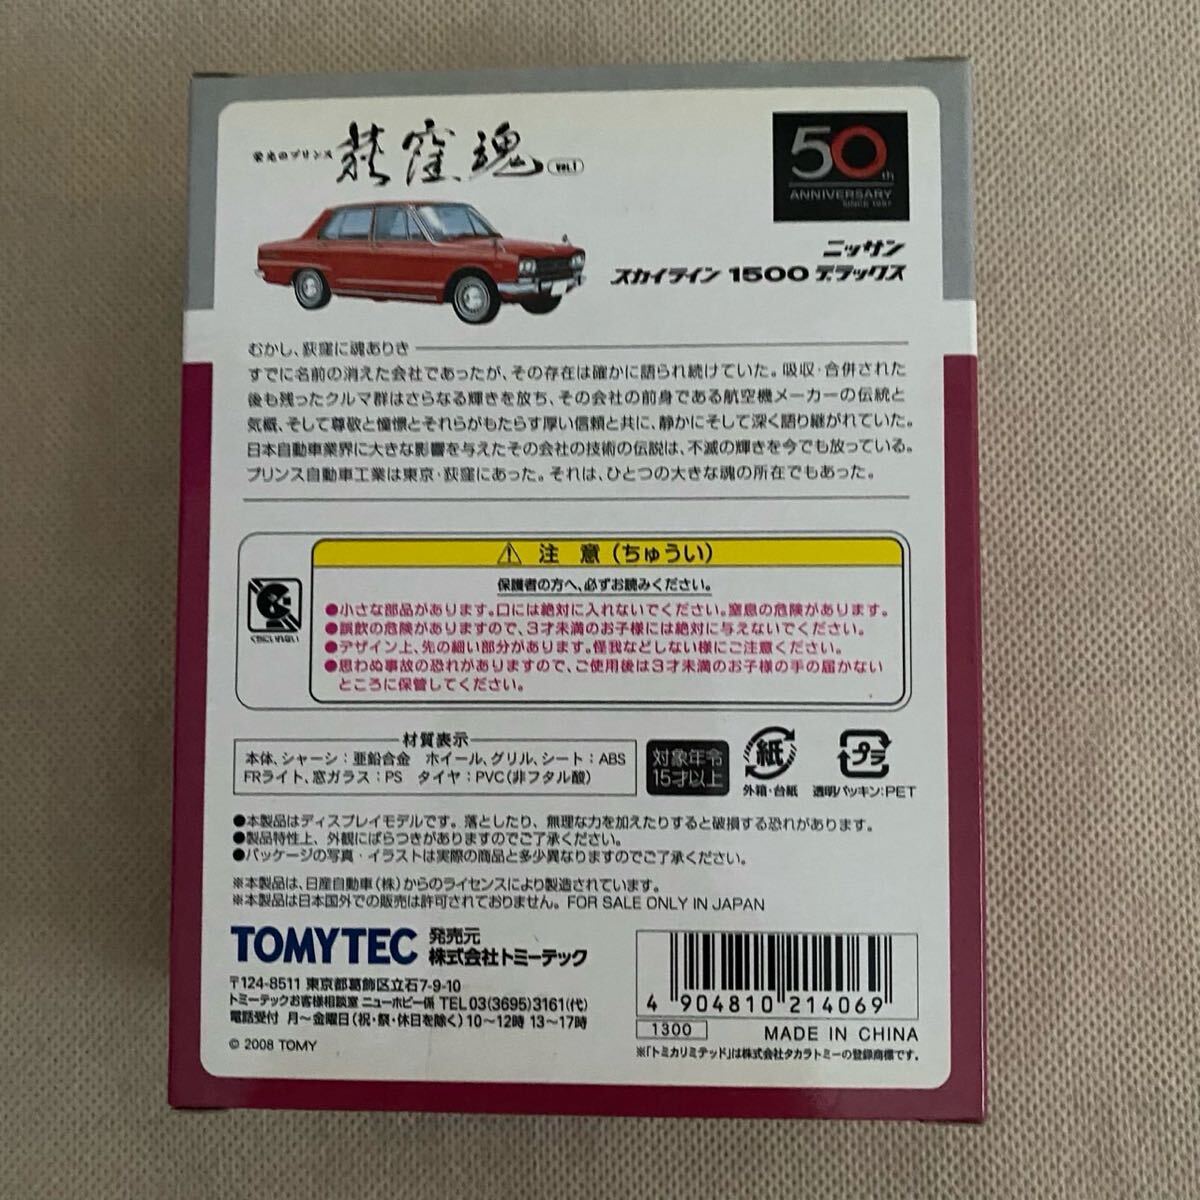 栄光のプリンス 荻窪魂 VOL.1
50th
ANNIVERSARY
SINCE 1957
ニッサン
スカイライン 1500 デラックス
むかし、荻窪に魂ありき
すでに名前の消えた会社であったが、その存在は確かに語られ続けていた。吸収・合併された
後も残ったクルマ群はさらなる輝きを放ち、その会社の前身である航空機メーカーの伝統と
気概、そして尊敬と憧憬とそれらがもたらす厚い信頼と共に、静かにそして深く語り継がれていた。
日本自動車業界に大きな影響を与えたその会社の技術の伝説は、不滅の輝きを今でも放っている。
プリンス自動車工業は東京・荻窪にあった。それは、ひとつの大きな魂の所在でもあった。
⚠ 注 意(ちゅうい)
保護者の方へ、必ずお読みください。
くちにいれない
●小さな部品があります。口には絶対に入れないでください。窒息の危険があります。
●誤飲の危険がありますので、3才未満のお子様には絶対に与えないでください。
●デザイン上、先の細い部分があります。怪我などしない様にご注意ください。
●思わぬ事故の恐れがありますので、ご使用後は3才未満のお子様の手の届かない
ところに保管してください。
材質表示
本体、シャーシ:亜鉛合金 ホイール、グリル、シート:ABS
FRライト、窓ガラス:PS タイヤ:PVC(非フタル酸)
対象年令
15才以上
紙
外箱・台紙
プラ
透明パッキン:PET
●本製品はディスプレイモデルです。落としたり、無理な力を加えたりすると破損する恐れがあります。
●製品特性上、外観にばらつきがありますのでご了承ください。
●パッケージの写真・イラストは実際の商品と多少異なりますのでご了承ください。
※本製品は、日産自動車(株)からのライセンスにより製造されています。
※本製品は日本国外での販売は許可されておりません。FOR SALE ONLY IN JAPAN
TOMYTEC 発売元
株式会社トミーテック
〒124-8511 東京都葛飾区立石7-9-10
トミーテックお客様相談室 ニューホビー係 TEL 03(3695)3161(代)
電話受付 月〜金曜日(祝・祭・休日を除く)10〜12時 13〜17時
© 2008 TOMY
4 904810 214069
1300
MADE IN CHINA
※「トミカリミテッド」は株式会社タカラトミーの登録商標です。